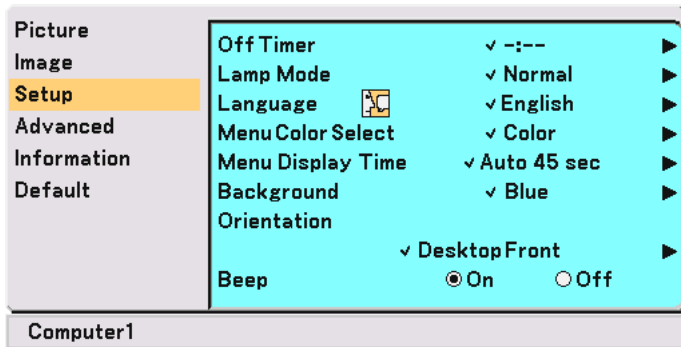 Picture
Image
Setup
Advanced
Information
Default
Off Timer ✓ -:-- ▶
Lamp Mode ✓ Normal ▶
Language ✓ English ▶
Menu Color Select ✓ Color ▶
Menu Display Time ✓ Auto 45 sec ▶
Background ✓ Blue ▶
Orientation
✓ Desktop Front ▶
Beep On Off
Computer1